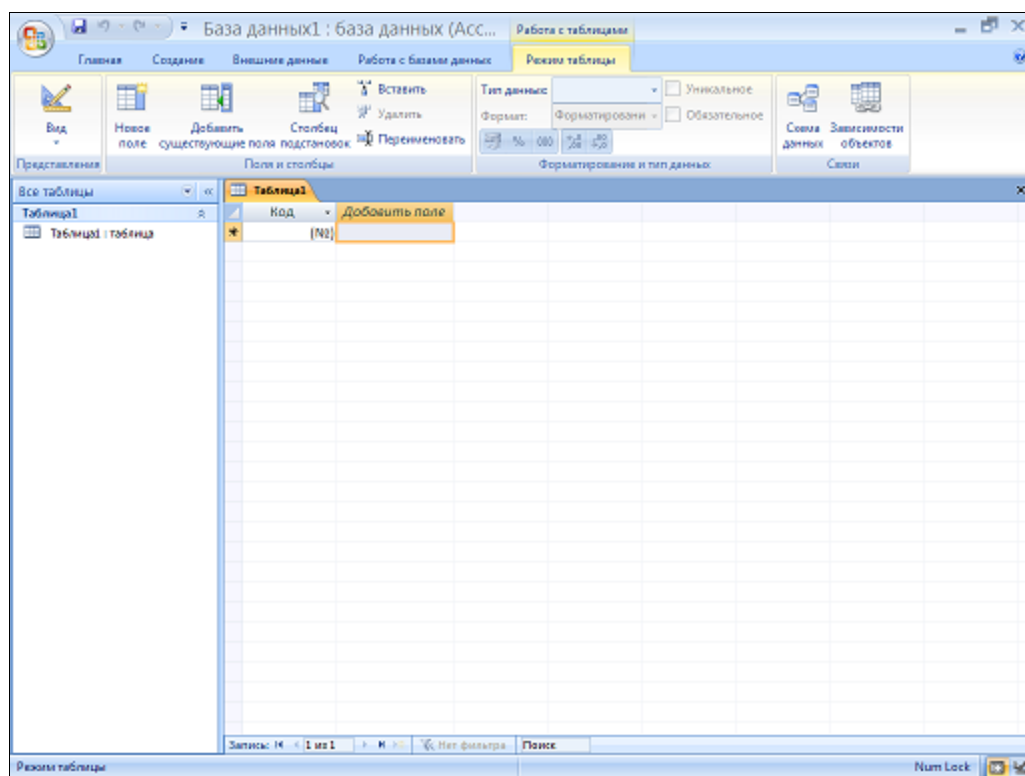 База данных1 : база данных (Acc...
Работа с таблицами
Главная Создание Внешние данные Работа с базами данных Режим таблицы
Вид
Новое поле
Добавить существующие поля
Столбец подстановок
Вставить
Удалить
Переименовать
Тип данных:
Формат: Форматировани
% 000
Уникальное
Обязательное
Схема данных
Зависимости объектов
Представления Поля и столбцы Форматирование и тип данных Связи
Все таблицы
Таблица1
Таблица1 : таблица
Таблица1
Код Добавить поле
(№)
Запись: 1 из 1 Нет фильтра Поиск
Режим таблицы Num Lock